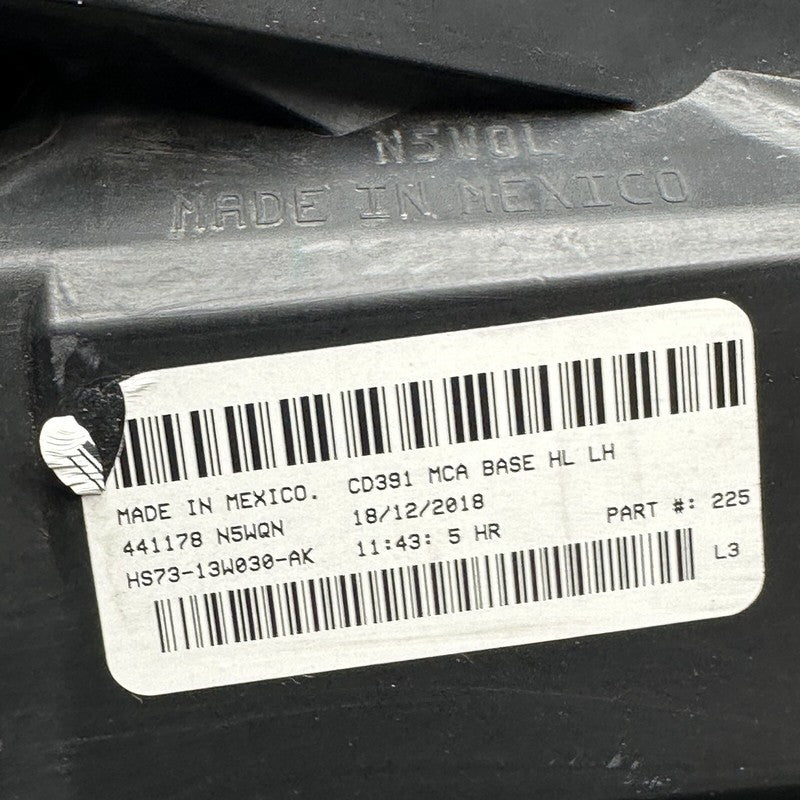 N5WQL
MADE IN MEXICO
MADE IN MEXICO. CD391 MCA BASE HL LH
441178 N5WQN 18/12/2018
HS73-13W030-AK 11:43: 5 HR PART #: 225
L3